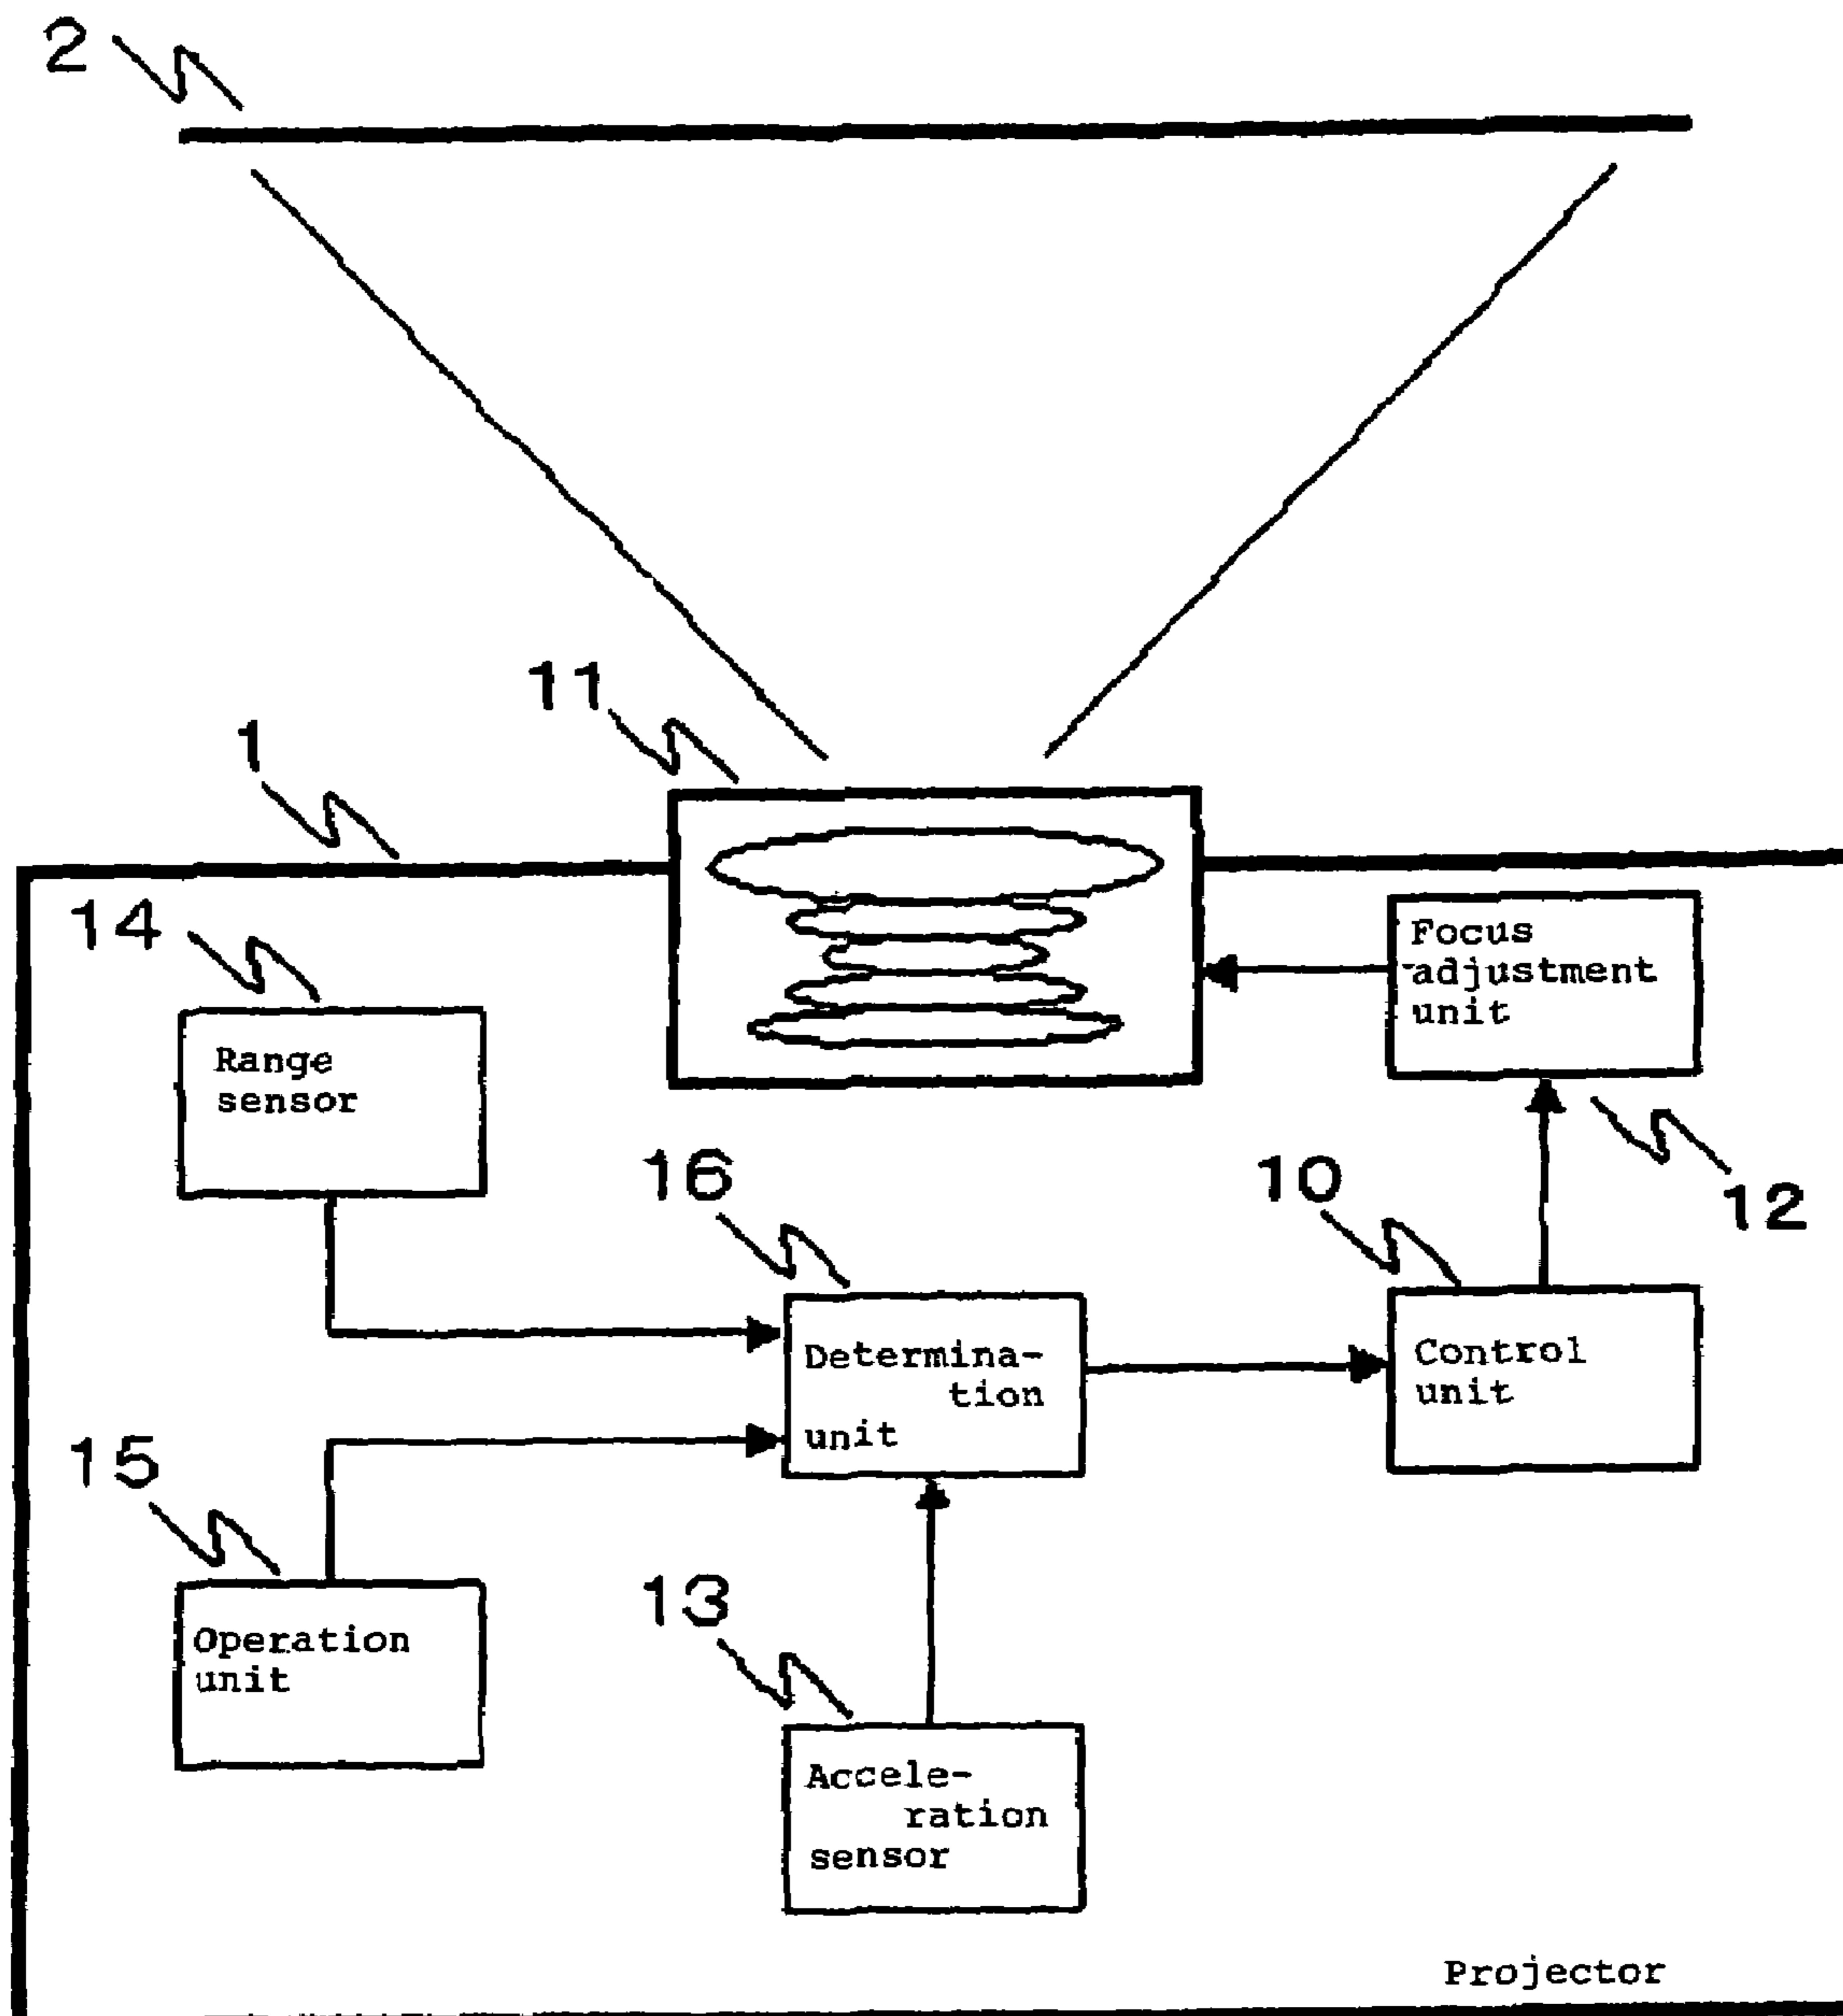 2
11
1
14
Focus
adjustment
unit
Range
sensor
16
10
12
Determina-
tion
unit
Control
unit
15
13
Operation
unit
Accele-
ration
sensor
Projector